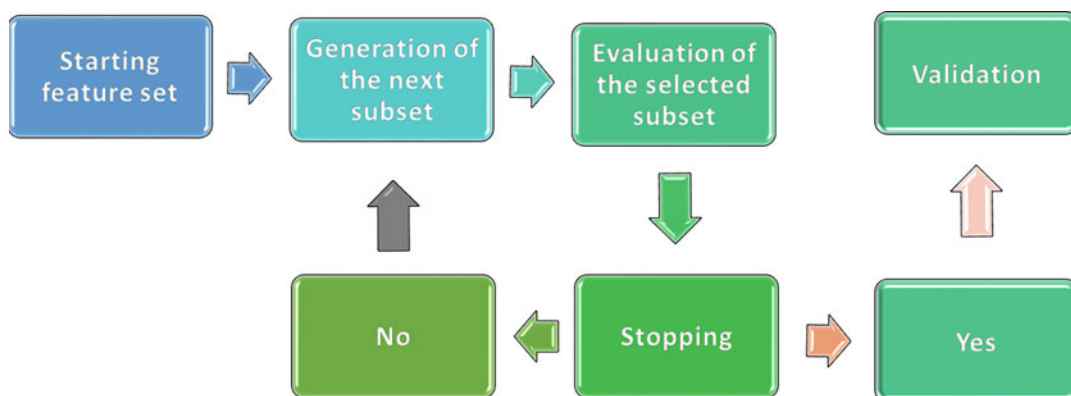 Starting
feature set
Generation of
the next
subset
Evaluation of
the selected
subset
Validation
No
Stopping
Yes